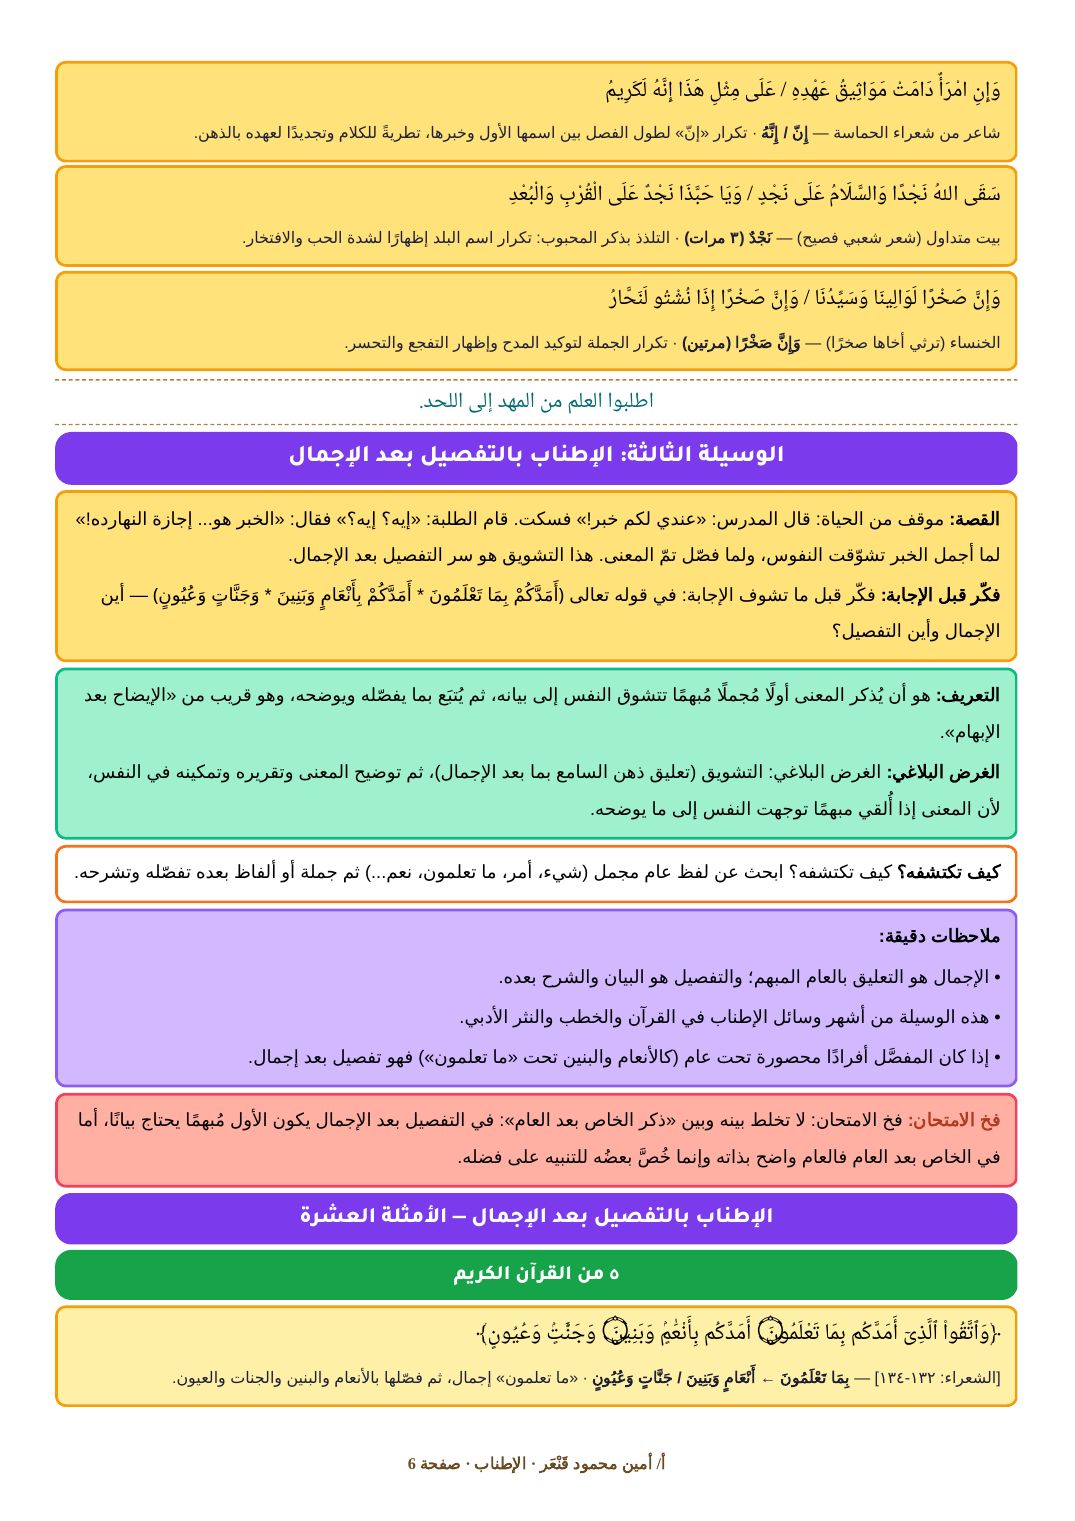 وَإِنِ امْرَأٌ دَامَتْ مَوَاثِيقُ عَهْدِهِ / عَلَى مِثْلِ هَذَا إِنَّهُ لَكَرِيمُ
شاعر من شعراء الحماسة — إِنّ / إِنَّهُ · تكرار «إنّ» لطول الفصل بين اسمها الأول وخبرها، تطريةً للكلام وتجديدًا لعهده بالذهن.
سَقَى اللهُ نَجْدًا وَالسَّلَامُ عَلَى نَجْدِ / وَيَا حَبَّذَا نَجْدٌ عَلَى الْقُرْبِ وَالْبُعْدِ
بيت متداول (شعر شعبي فصيح) — نَجْدٌ (٣ مرات) · التلذذ بذكر المحبوب: تكرار اسم البلد إظهارًا لشدة الحب والافتخار.
وَإِنَّ صَخْرًا لَوَالِينَا وَسَيِّدُنَا / وَإِنَّ صَخْرًا إِذَا نُشْتُو لَنَحَّارُ
الخنساء (ترثي أخاها صخرًا) — وَإِنَّ صَخْرًا (مرتين) · تكرار الجملة لتوكيد المدح وإظهار التفجع والتحسر.
اطلبوا العلم من المهد إلى اللحد.
الوسيلة الثالثة: الإطناب بالتفصيل بعد الإجمال
القصة: موقف من الحياة: قال المدرس: «عندي لكم خبر!» فسكت. قام الطلبة: «إيه؟ إيه؟» فقال: «الخبر هو... إجازة النهارده!»
لما أجمل الخبر تشوّقت النفوس، ولما فصّل تمّ المعنى. هذا التشويق هو سر التفصيل بعد الإجمال.
فكّر قبل الإجابة: فكّر قبل ما تشوف الإجابة: في قوله تعالى (أَمَدَّكُمْ بِمَا تَعْلَمُونَ * أَمَدَّكُمْ بِأَنْعَامٍ وَبَنِينَ * وَجَنَّاتٍ وَعُيُونٍ) — أين
الإجمال وأين التفصيل؟
التعريف: هو أن يُذكر المعنى أولًا مُجملًا مُبهمًا تتشوق النفس إلى بيانه، ثم يُتبَع بما يفصّله ويوضحه، وهو قريب من «الإيضاح بعد
الإبهام».
الغرض البلاغي: الغرض البلاغي: التشويق (تعليق ذهن السامع بما بعد الإجمال)، ثم توضيح المعنى وتقريره وتمكينه في النفس،
لأن المعنى إذا أُلقي مبهمًا توجهت النفس إلى ما يوضحه.
كيف تكتشفه؟ كيف تكتشفه؟ ابحث عن لفظ عام مجمل (شيء، أمر، ما تعلمون، نعم...) ثم جملة أو ألفاظ بعده تفصّله وتشرحه.
ملاحظات دقيقة:
• الإجمال هو التعليق بالعام المبهم؛ والتفصيل هو البيان والشرح بعده.
• هذه الوسيلة من أشهر وسائل الإطناب في القرآن والخطب والنثر الأدبي.
• إذا كان المفصَّل أفرادًا محصورة تحت عام (كالأنعام والبنين تحت «ما تعلمون») فهو تفصيل بعد إجمال.
فخ الامتحان: فخ الامتحان: لا تخلط بينه وبين «ذكر الخاص بعد العام»: في التفصيل بعد الإجمال يكون الأول مُبهمًا يحتاج بيانًا، أما
في الخاص بعد العام فالعام واضح بذاته وإنما خُصَّ بعضُه للتنبيه على فضله.
الإطناب بالتفصيل بعد الإجمال — الأمثلة العشرة
٥ من القرآن الكريم
﴿وَٱتَّقُوا۟ ٱلَّذِىٓ أَمَدَّكُم بِمَا تَعْلَمُونَ ۝ أَمَدَّكُم بِأَنْعَٰمٍ وَبَنِينَ ۝ وَجَنَّٰتٍ وَعُيُونٍ﴾
[الشعراء: ١٣٢-١٣٤] — بِمَا تَعْلَمُونَ ← أَنْعَامٍ وَبَنِينَ / جَنَّاتٍ وَعُيُونٍ · «ما تعلمون» إجمال، ثم فصّلها بالأنعام والبنين والجنات والعيون.
أ/ أمين محمود قَنْعَر · الإطناب · صفحة 6